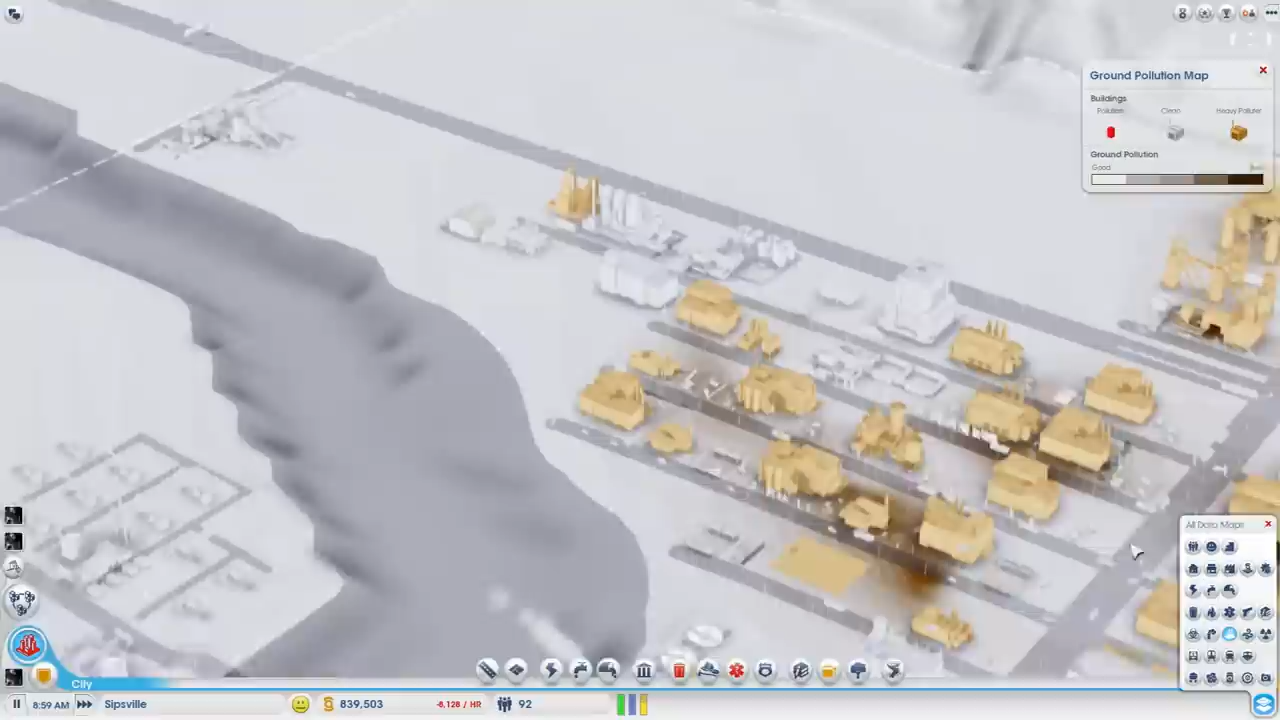 Ground Pollution Map
Buildings
Pollution Clean Heavy Polluter
Ground Pollution
Good
All Data Maps
City
8:59 AM Sipsville 839,503 -8,128 / HR 92